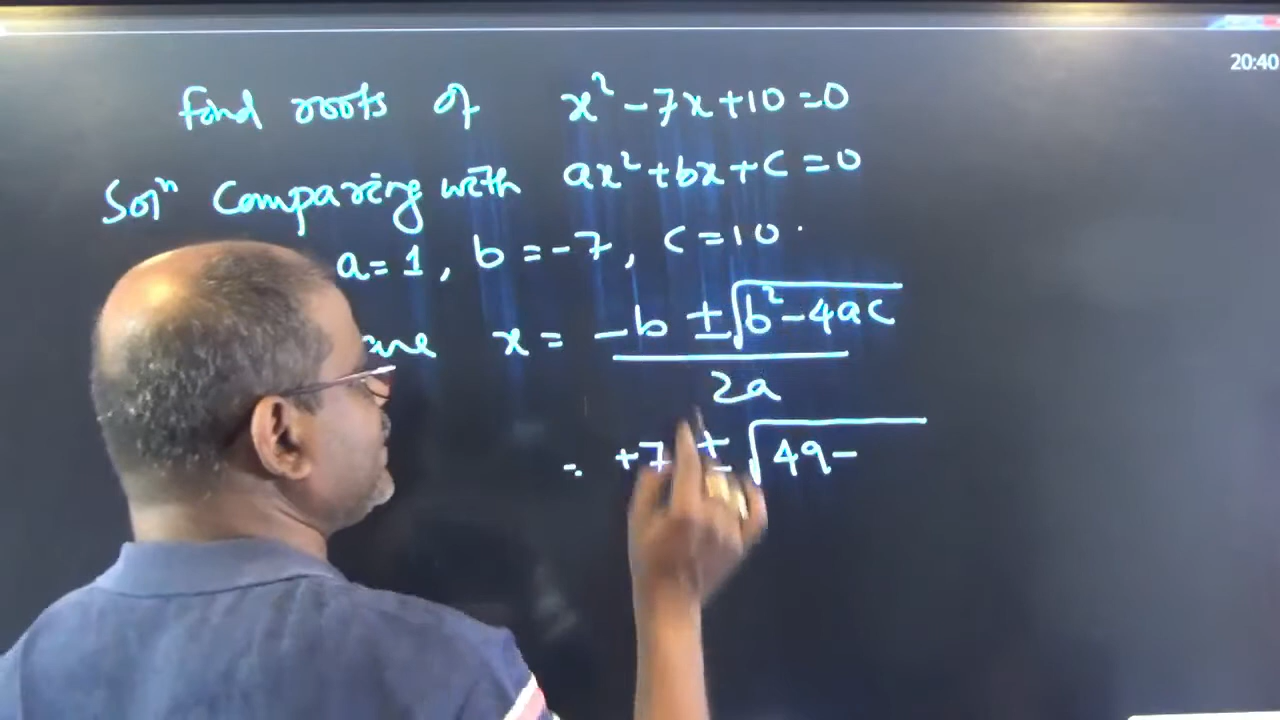 20:40
Find roots of x² - 7x + 10 = 0
Solⁿ Comparing with ax² + bx + c = 0
a = 1, b = -7, c = 10.
x = (-b ± √(b² - 4ac)) / 2a
= +7 ± √(49 -